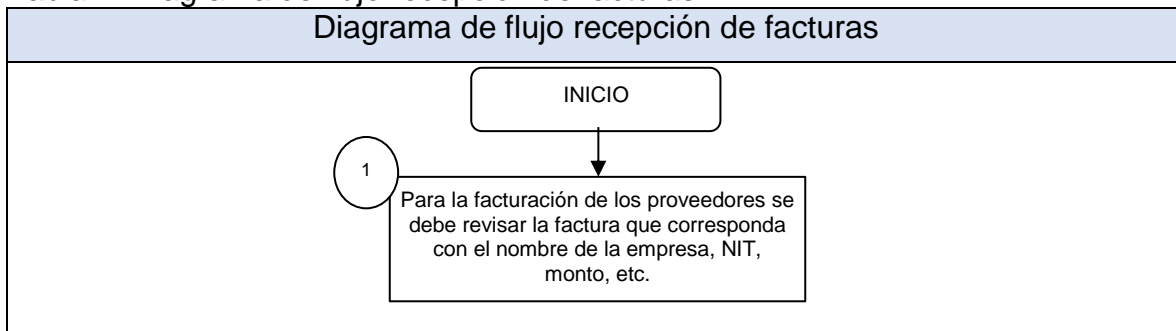 Diagrama de flujo recepción de facturas
INICIO
1
Para la facturación de los proveedores se
debe revisar la factura que corresponda
con el nombre de la empresa, NIT,
monto, etc.